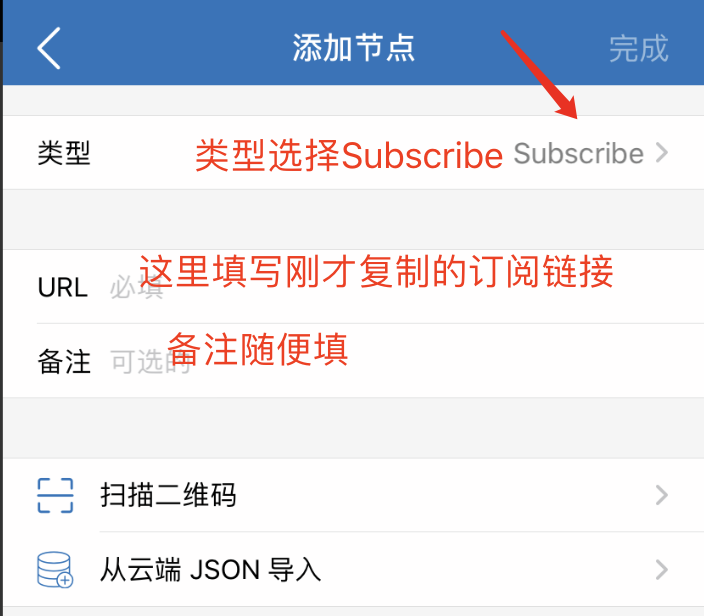 添加节点
完成
类型
类型选择Subscribe
Subscribe
URL
必填
这里填写刚才复制的订阅链接
备注
可选的
备注随便填
扫描二维码
从云端 JSON 导入